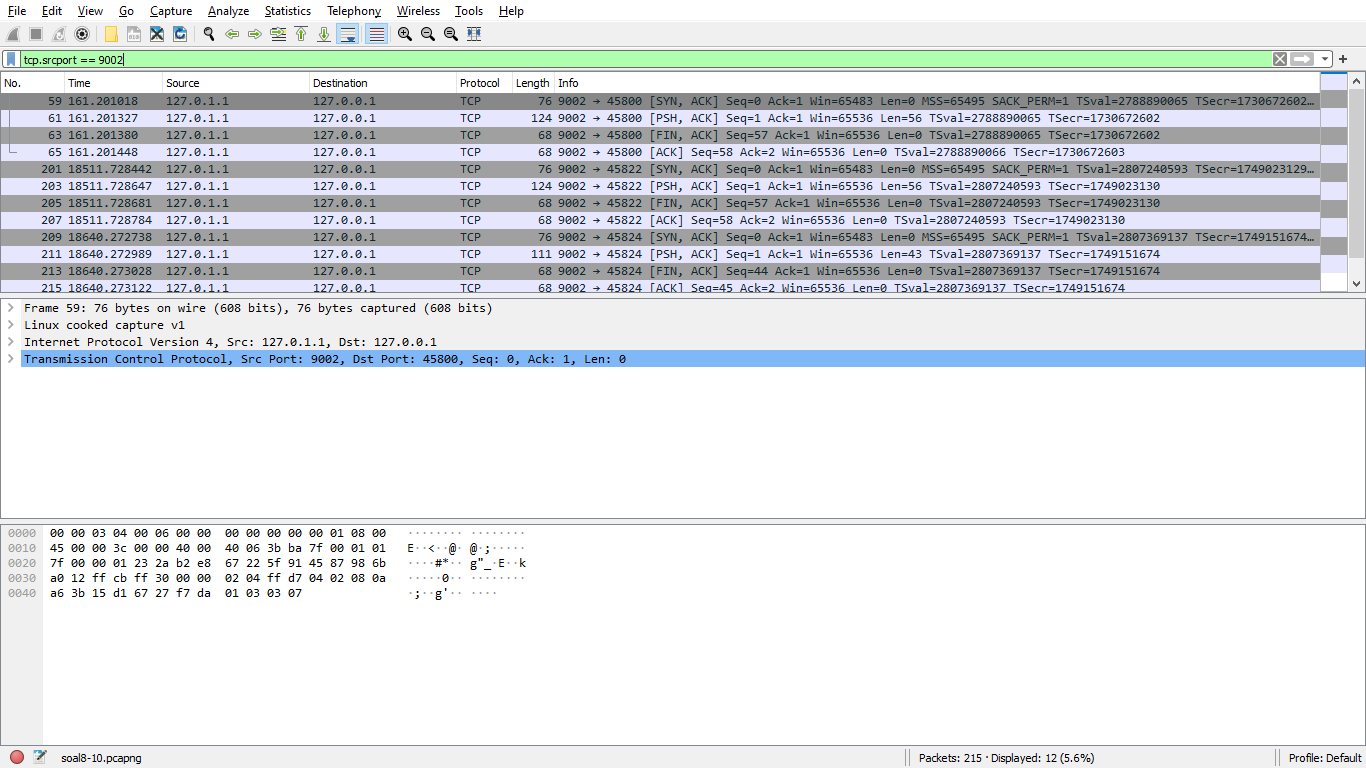 File Edit View Go Capture Analyze Statistics Telephony Wireless Tools Help
tcp.srcport == 9002
No. Time Source Destination Protocol Length Info
59 161.201018 127.0.1.1 127.0.0.1 TCP 76 9002 → 45800 [SYN, ACK] Seq=0 Ack=1 Win=65483 Len=0 MSS=65495 SACK_PERM=1 TSval=2788890065 TSecr=1730672602…
61 161.201327 127.0.1.1 127.0.0.1 TCP 124 9002 → 45800 [PSH, ACK] Seq=1 Ack=1 Win=65536 Len=56 TSval=2788890065 TSecr=1730672602
63 161.201380 127.0.1.1 127.0.0.1 TCP 68 9002 → 45800 [FIN, ACK] Seq=57 Ack=1 Win=65536 Len=0 TSval=2788890065 TSecr=1730672602
65 161.201448 127.0.1.1 127.0.0.1 TCP 68 9002 → 45800 [ACK] Seq=58 Ack=2 Win=65536 Len=0 TSval=2788890066 TSecr=1730672603
201 18511.728442 127.0.1.1 127.0.0.1 TCP 76 9002 → 45822 [SYN, ACK] Seq=0 Ack=1 Win=65483 Len=0 MSS=65495 SACK_PERM=1 TSval=2807240593 TSecr=1749023129…
203 18511.728647 127.0.1.1 127.0.0.1 TCP 124 9002 → 45822 [PSH, ACK] Seq=1 Ack=1 Win=65536 Len=56 TSval=2807240593 TSecr=1749023130
205 18511.728681 127.0.1.1 127.0.0.1 TCP 68 9002 → 45822 [FIN, ACK] Seq=57 Ack=1 Win=65536 Len=0 TSval=2807240593 TSecr=1749023130
207 18511.728784 127.0.1.1 127.0.0.1 TCP 68 9002 → 45822 [ACK] Seq=58 Ack=2 Win=65536 Len=0 TSval=2807240593 TSecr=1749023130
209 18640.272738 127.0.1.1 127.0.0.1 TCP 76 9002 → 45824 [SYN, ACK] Seq=0 Ack=1 Win=65483 Len=0 MSS=65495 SACK_PERM=1 TSval=2807369137 TSecr=1749151674…
211 18640.272989 127.0.1.1 127.0.0.1 TCP 111 9002 → 45824 [PSH, ACK] Seq=1 Ack=1 Win=65536 Len=43 TSval=2807369137 TSecr=1749151674
213 18640.273028 127.0.1.1 127.0.0.1 TCP 68 9002 → 45824 [FIN, ACK] Seq=44 Ack=1 Win=65536 Len=0 TSval=2807369137 TSecr=1749151674
215 18640.273122 127.0.1.1 127.0.0.1 TCP 68 9002 → 45824 [ACK] Seq=45 Ack=2 Win=65536 Len=0 TSval=2807369137 TSecr=1749151674
Frame 59: 76 bytes on wire (608 bits), 76 bytes captured (608 bits)
Linux cooked capture v1
Internet Protocol Version 4, Src: 127.0.1.1, Dst: 127.0.0.1
Transmission Control Protocol, Src Port: 9002, Dst Port: 45800, Seq: 0, Ack: 1, Len: 0
0000 00 00 03 04 00 06 00 00 00 00 00 00 00 01 08 00 ········ ········
0010 45 00 00 3c 00 00 40 00 40 06 3b ba 7f 00 01 01 E··<··@· @·;·····
0020 7f 00 00 01 23 2a b2 e8 67 22 5f 91 45 87 98 6b ····#*·· g"_·E··k
0030 a0 12 ff cb ff 30 00 00 02 04 ff d7 04 02 08 0a ·····0·· ········
0040 a6 3b 15 d1 67 27 f7 da 01 03 03 07 ·;··g'·· ····
soal8-10.pcapng Packets: 215 · Displayed: 12 (5.6%) Profile: Default